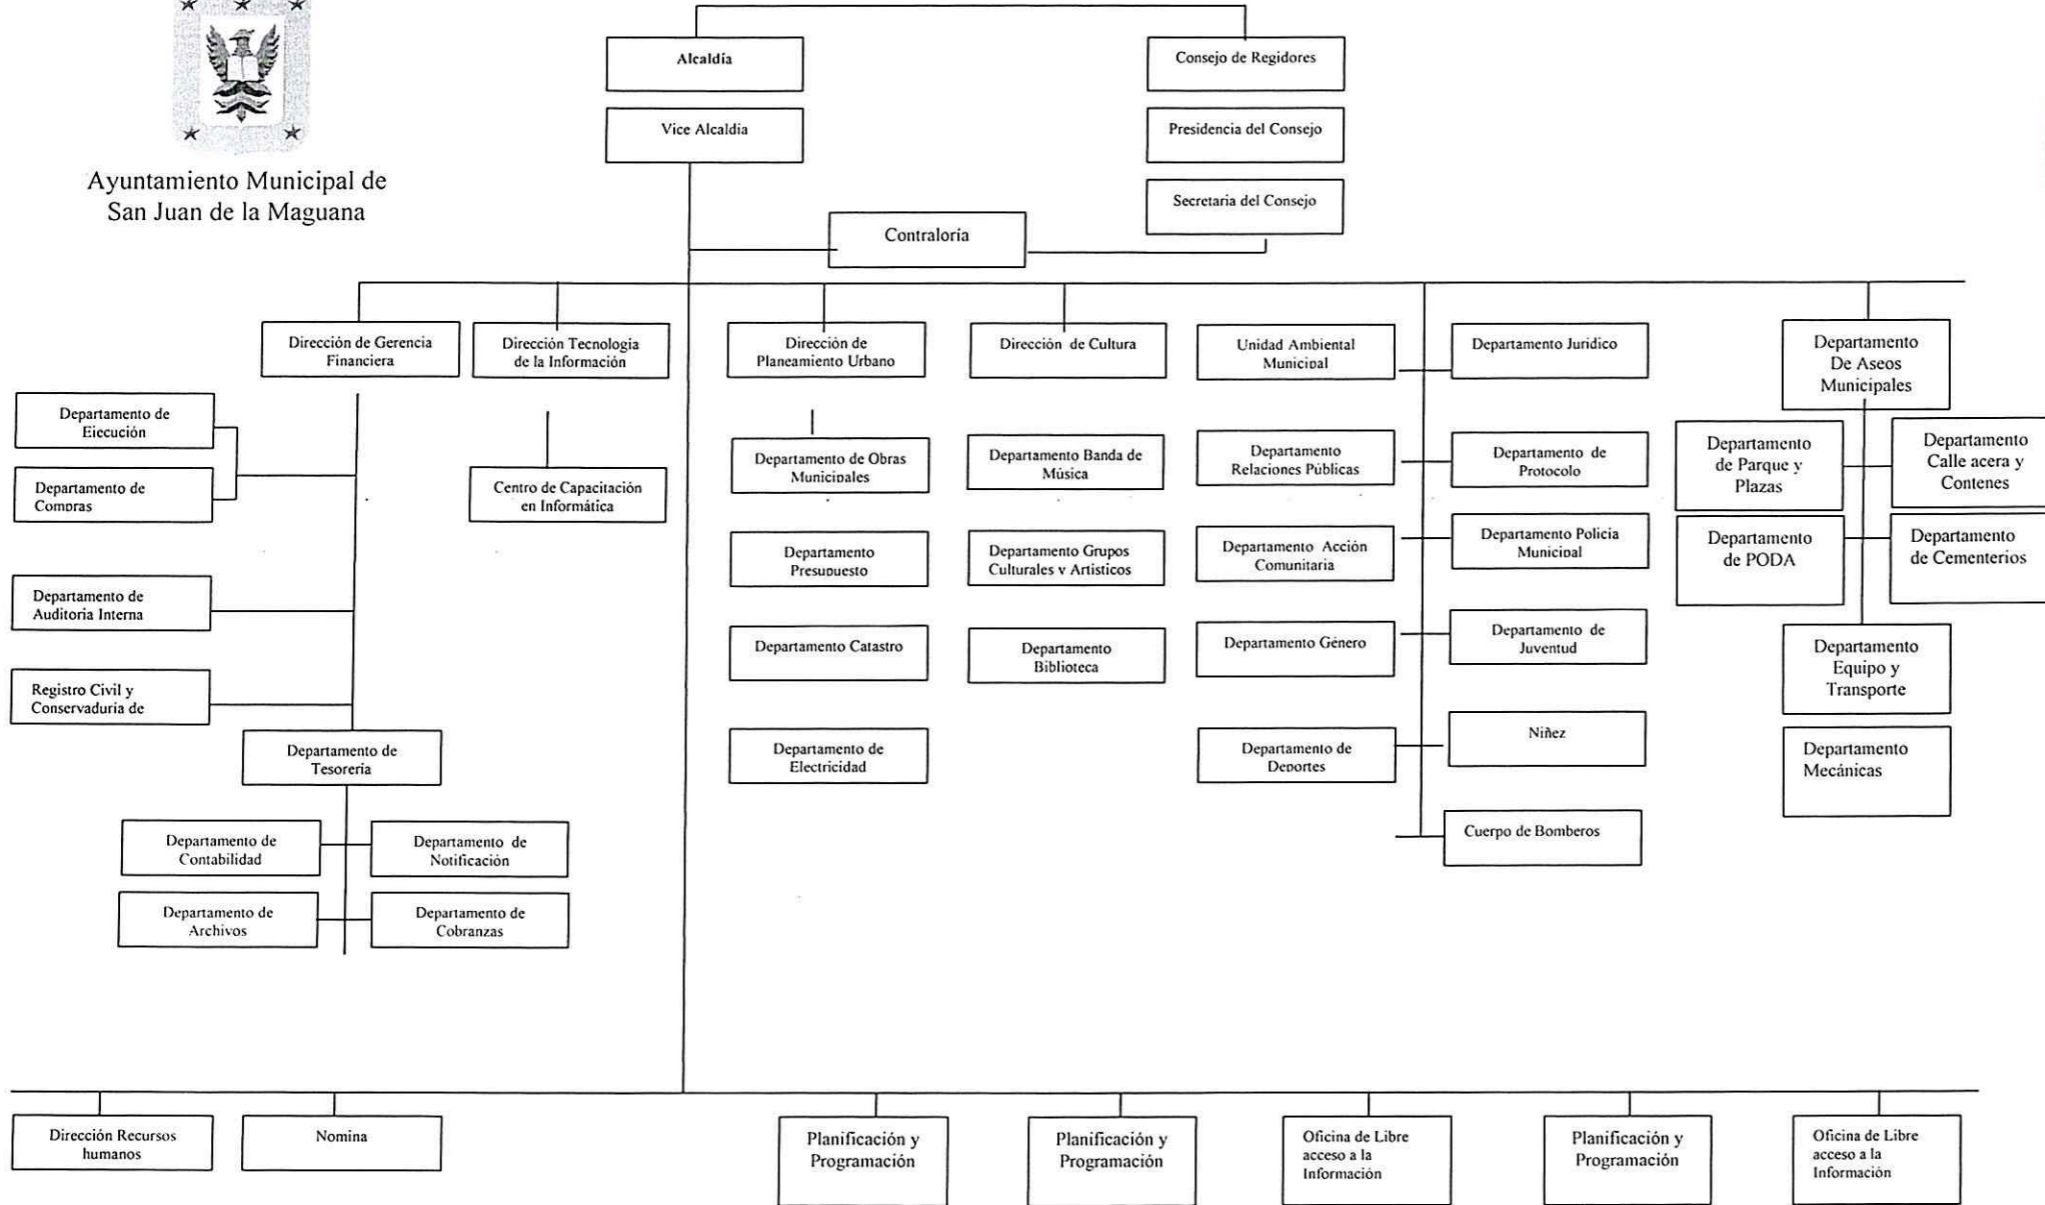 Ayuntamiento Municipal de
San Juan de la Maguana
Alcaldía
Consejo de Regidores
Vice Alcaldía
Presidencia del Consejo
Secretaria del Consejo
Contraloría
Dirección de Gerencia
Financiera
Dirección Tecnología
de la Información
Dirección de
Planeamiento Urbano
Dirección de Cultura
Unidad Ambiental
Municipal
Departamento Jurídico
Departamento
De Aseos
Municipales
Departamento de
Ejecución
Departamento de
Compras
Departamento de
Auditoria Interna
Registro Civil y
Conservaduría de
Departamento de
Tesorería
Departamento de
Contabilidad
Departamento de
Notificación
Departamento de
Archivos
Departamento de
Cobranzas
Centro de Capacitación
en Informática
Departamento de Obras
Municipales
Departamento
Presupuesto
Departamento Catastro
Departamento de
Electricidad
Departamento Banda de
Música
Departamento Grupos
Culturales y Artísticos
Departamento
Biblioteca
Departamento
Relaciones Públicas
Departamento de
Protocolo
Departamento Acción
Comunitaria
Departamento Policía
Municipal
Departamento Género
Departamento de
Juventud
Departamento de
Deportes
Niñez
Cuerpo de Bomberos
Departamento
de Parque y
Plazas
Departamento
Calle acera y
Contenes
Departamento
de PODA
Departamento
de Cementerios
Departamento
Equipo y
Transporte
Departamento
Mecánicas
Dirección Recursos
humanos
Nomina
Planificación y
Programación
Planificación y
Programación
Oficina de Libre
acceso a la
Información
Planificación y
Programación
Oficina de Libre
acceso a la
Información